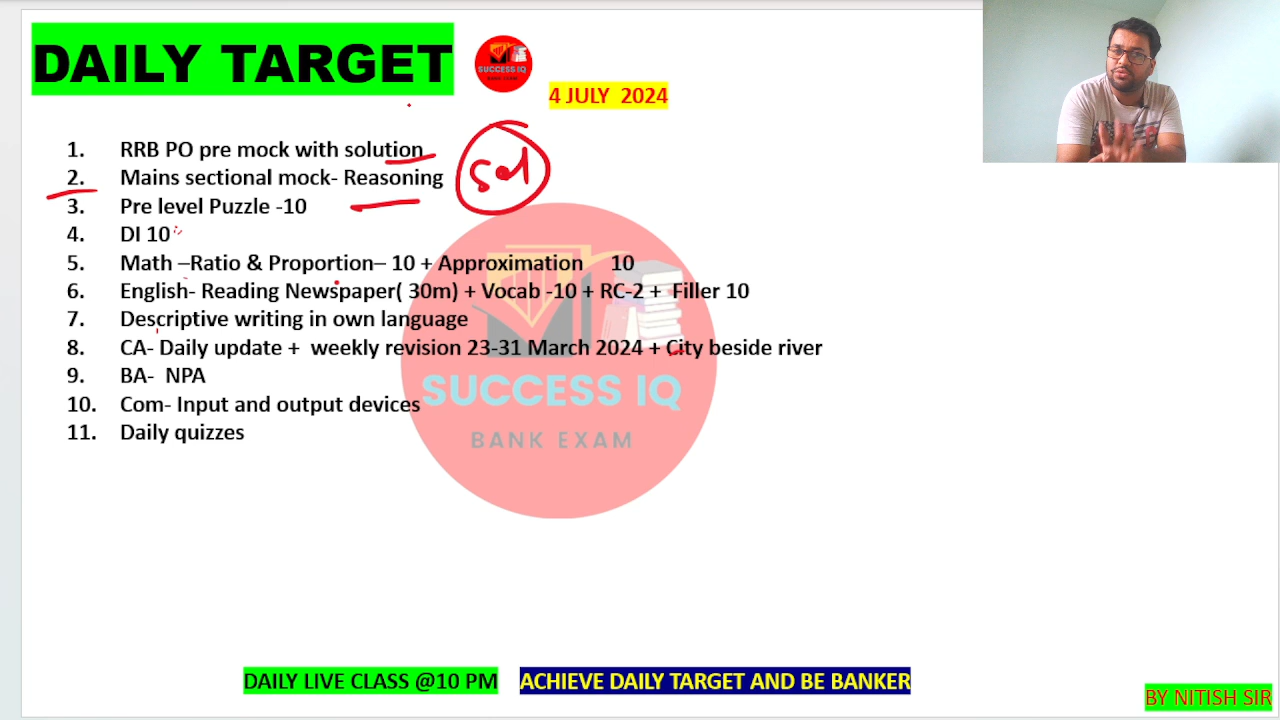 DAILY TARGET
SUCCESS IQ
BANK EXAM
4 JULY 2024
1. RRB PO pre mock with solution
2. Mains sectional mock- Reasoning
Sol
3. Pre level Puzzle -10
4. DI 10
5. Math –Ratio & Proportion– 10 + Approximation 10
6. English- Reading Newspaper( 30m) + Vocab -10 + RC-2 + Filler 10
7. Descriptive writing in own language
8. CA- Daily update + weekly revision 23-31 March 2024 + City beside river
9. BA- NPA
10. Com- Input and output devices
11. Daily quizzes
SUCCESS IQ
BANK EXAM
DAILY LIVE CLASS @10 PM
ACHIEVE DAILY TARGET AND BE BANKER
BY NITISH SIR